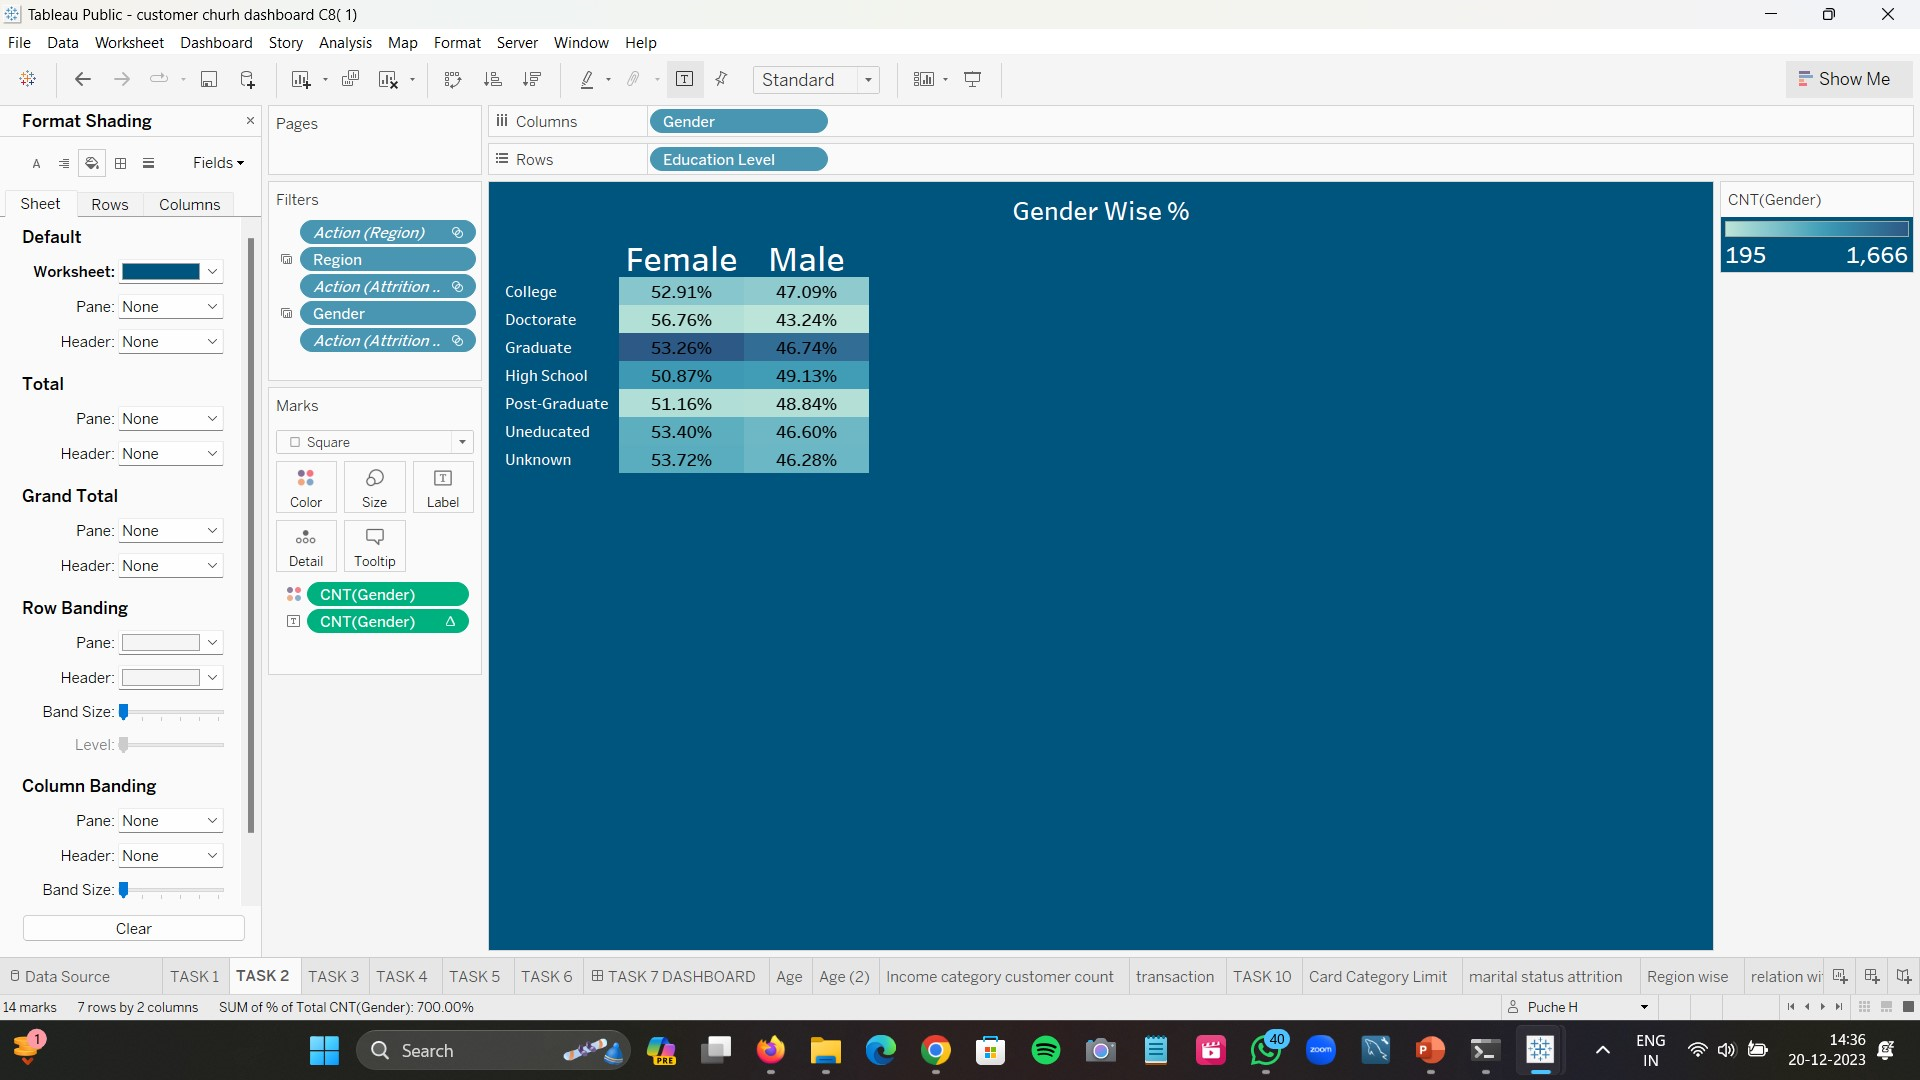 Tableau Public - customer churh dashboard C8( 1)
File Data Worksheet Dashboard Story Analysis Map Format Server Window Help
Standard
Show Me
Format Shading
Fields
Sheet Rows Columns
Default
Worksheet:
Pane: None
Header: None
Total
Pane: None
Header: None
Grand Total
Pane: None
Header: None
Row Banding
Pane:
Header:
Band Size:
Level:
Column Banding
Pane: None
Header: None
Band Size:
Clear
Pages
Filters
Action (Region)
Region
Action (Attrition ..
Gender
Action (Attrition ..
Marks
Square
Color Size Label
Detail Tooltip
CNT(Gender)
CNT(Gender)
Columns Gender
Rows Education Level
Gender Wise %
Female Male
College 52.91% 47.09%
Doctorate 56.76% 43.24%
Graduate 53.26% 46.74%
High School 50.87% 49.13%
Post-Graduate 51.16% 48.84%
Uneducated 53.40% 46.60%
Unknown 53.72% 46.28%
CNT(Gender)
195 1,666
Data Source TASK 1 TASK 2 TASK 3 TASK 4 TASK 5 TASK 6 TASK 7 DASHBOARD Age Age (2) Income category customer count transaction TASK 10 Card Category Limit marital status attrition Region wise relation wi
14 marks 7 rows by 2 columns SUM of % of Total CNT(Gender): 700.00%
Puche H
1
Search
PRE
40
zoom
ENG
IN
14:36
20-12-2023